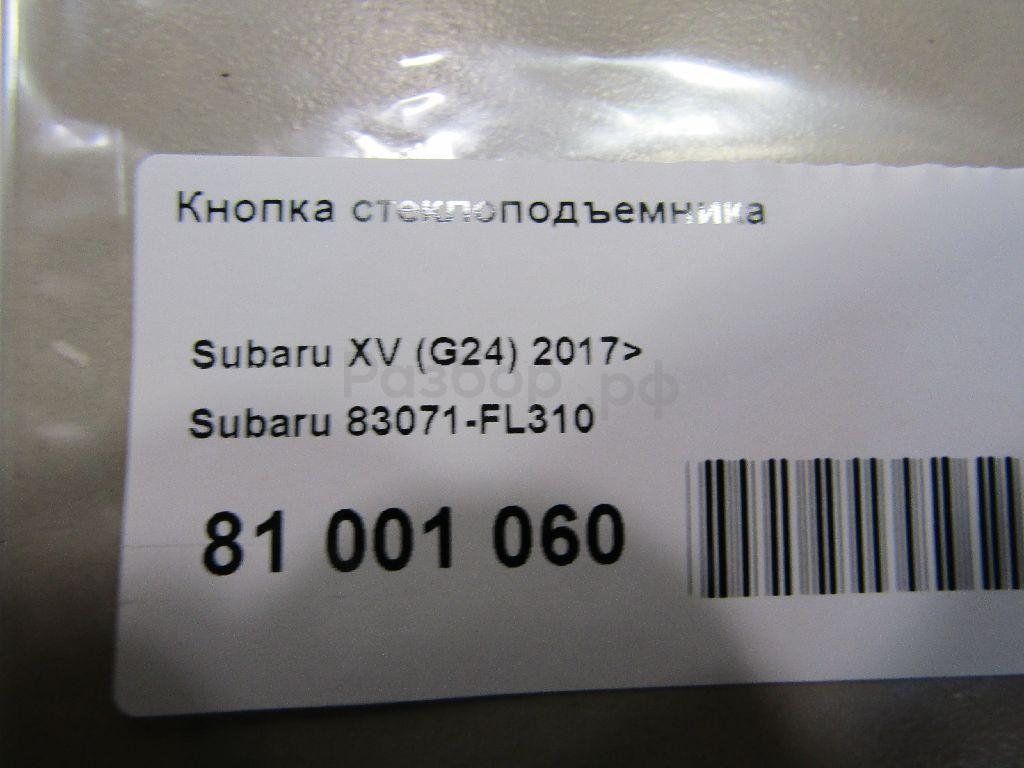 Кнопка стеклоподъемника
Subaru XV (G24) 2017>
Разбор.рф
Subaru 83071-FL310
81 001 060